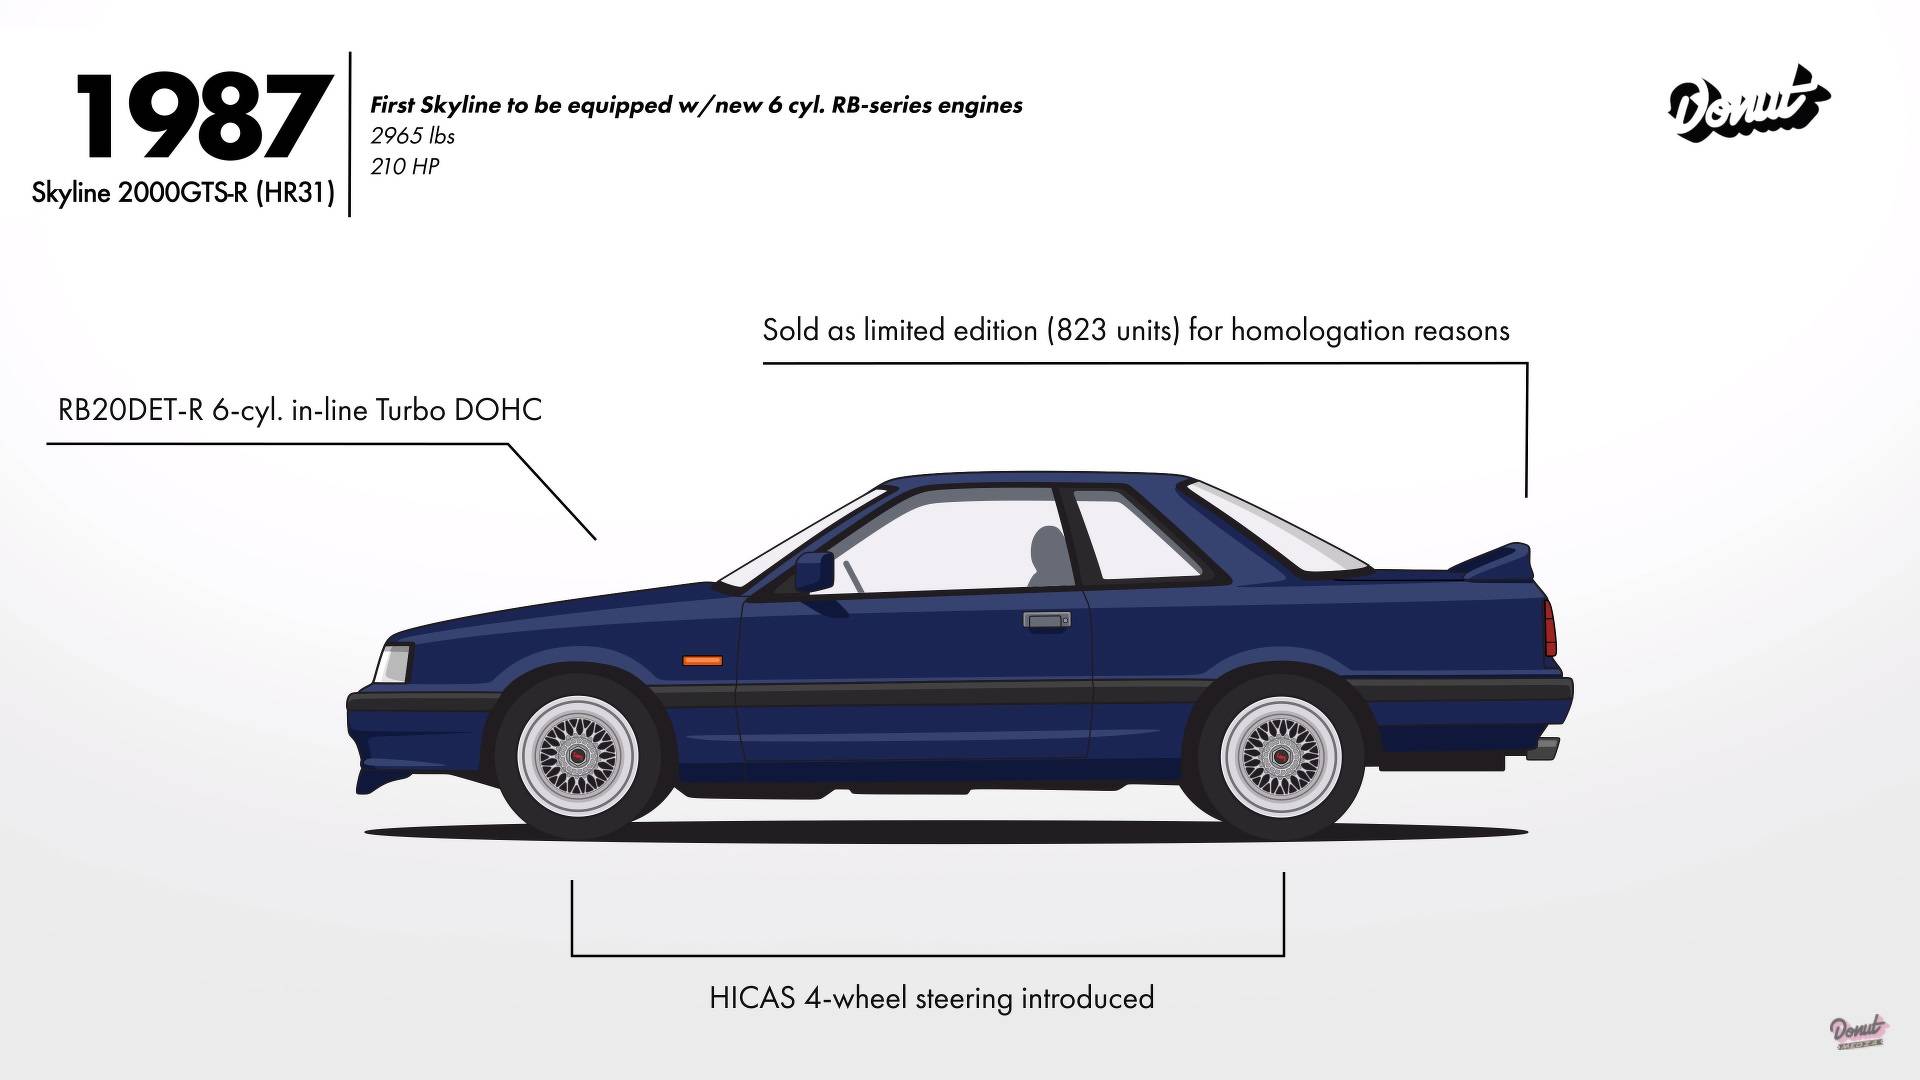 1987
Skyline 2000GTS-R (HR31)
First Skyline to be equipped w/new 6 cyl. RB-series engines
2965 lbs
210 HP
Donut
Sold as limited edition (823 units) for homologation reasons
RB20DET-R 6-cyl. in-line Turbo DOHC
HICAS 4-wheel steering introduced
Donut
MEDIA